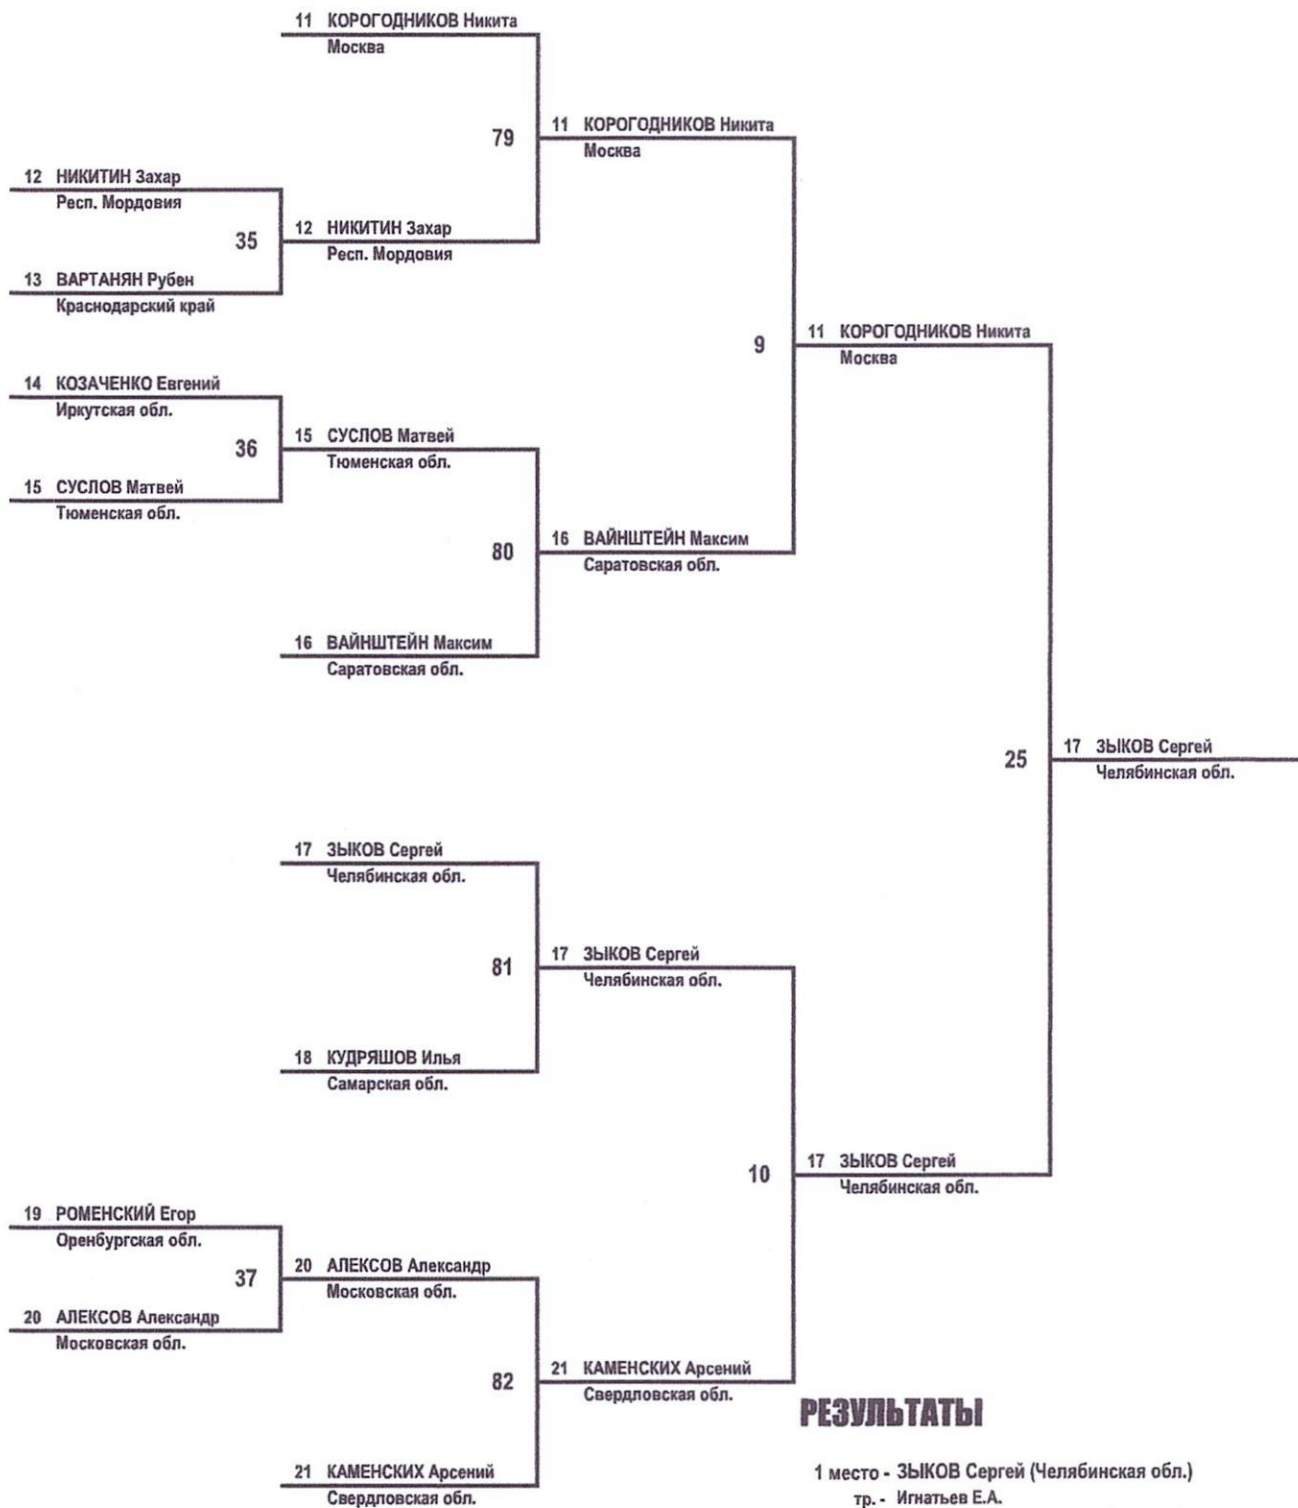 11 КОРОГОДНИКОВ Никита
Москва
79
11 КОРОГОДНИКОВ Никита
Москва
12 НИКИТИН Захар
Респ. Мордовия
35
12 НИКИТИН Захар
Респ. Мордовия
13 ВАРТАНЯН Рубен
Краснодарский край
9
11 КОРОГОДНИКОВ Никита
Москва
14 КОЗАЧЕНКО Евгений
Иркутская обл.
36
15 СУСЛОВ Матвей
Тюменская обл.
15 СУСЛОВ Матвей
Тюменская обл.
80
16 ВАЙНШТЕЙН Максим
Саратовская обл.
16 ВАЙНШТЕЙН Максим
Саратовская обл.
25
17 ЗЫКОВ Сергей
Челябинская обл.
17 ЗЫКОВ Сергей
Челябинская обл.
81
17 ЗЫКОВ Сергей
Челябинская обл.
18 КУДРЯШОВ Илья
Самарская обл.
10
17 ЗЫКОВ Сергей
Челябинская обл.
19 РОМЕНСКИЙ Егор
Оренбургская обл.
37
20 АЛЕКСОВ Александр
Московская обл.
20 АЛЕКСОВ Александр
Московская обл.
82
21 КАМЕНСКИХ Арсений
Свердловская обл.
21 КАМЕНСКИХ Арсений
Свердловская обл.
РЕЗУЛЬТАТЫ
1 место - ЗЫКОВ Сергей (Челябинская обл.)
тр. - Игнатьев Е.А.